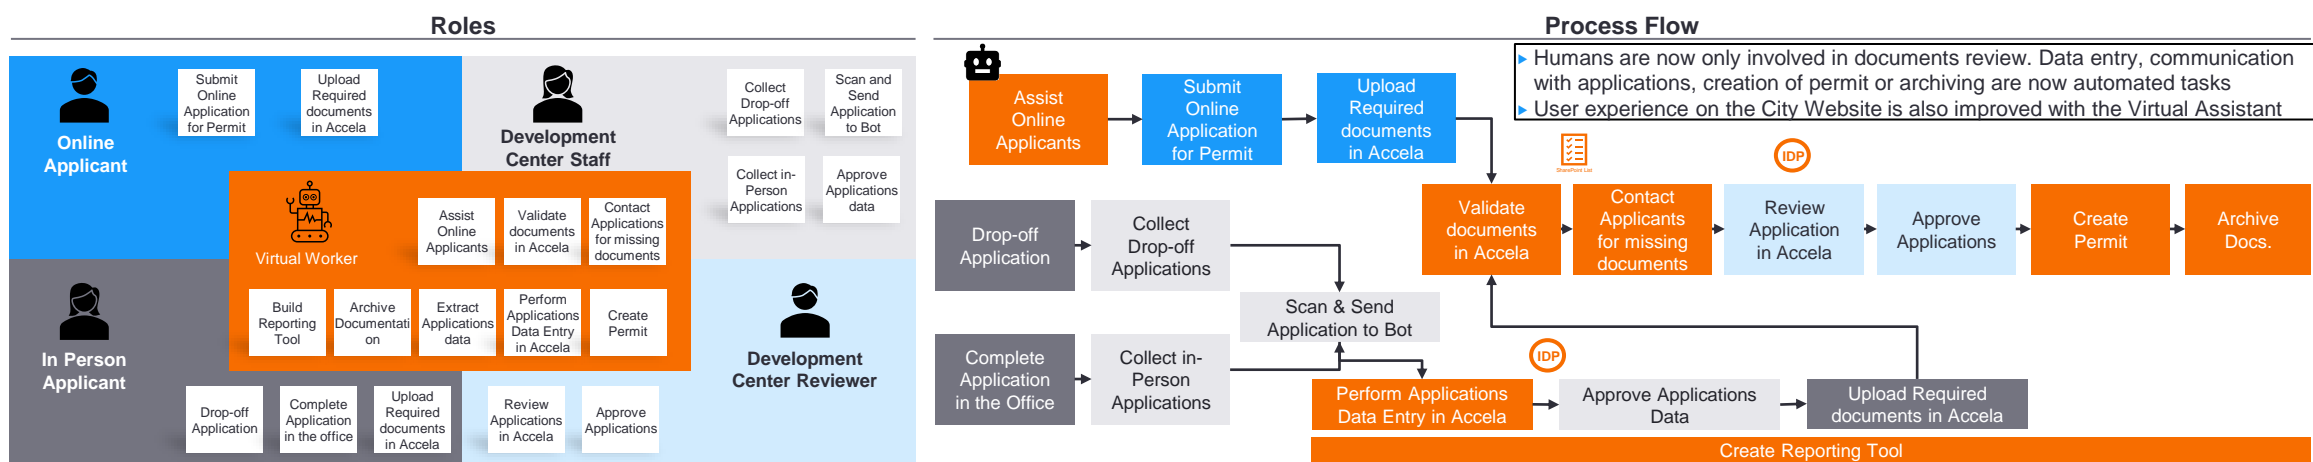 Roles
Submit
Online
Application
for Permit
Upload
Required
documents
in Accela
Online
Applicant
Development
Center Staff
Collect
Drop-off
Applications
Scan and
Send
Application
to Bot
Collect in-
Person
Applications
Approve
Applications
data
Virtual Worker
Assist
Online
Applicants
Validate
documents
in Accela
Contact
Applications
for missing
documents
Build
Reporting
Tool
Archive
Documentati
on
Extract
Applications
data
Perform
Applications
Data Entry
in Accela
Create
Permit
In Person
Applicant
Drop-off
Application
Complete
Application
in the office
Upload
Required
documents
in Accela
Development
Center Reviewer
Review
Applications
in Accela
Approve
Applications
Process Flow
▸ Humans are now only involved in documents review. Data entry, communication
with applications, creation of permit or archiving are now automated tasks
▸ User experience on the City Website is also improved with the Virtual Assistant
Assist
Online
Applicants
Submit
Online
Application
for Permit
Upload
Required
documents
in Accela
SharePoint List
IDP
Validate
documents
in Accela
Contact
Applicants
for missing
documents
Review
Application
in Accela
Approve
Applications
Create
Permit
Archive
Docs.
Drop-off
Application
Collect
Drop-off
Applications
Scan & Send
Application to Bot
Complete
Application
in the Office
Collect in-
Person
Applications
IDP
Perform Applications
Data Entry in Accela
Approve Applications
Data
Upload Required
documents in Accela
Create Reporting Tool